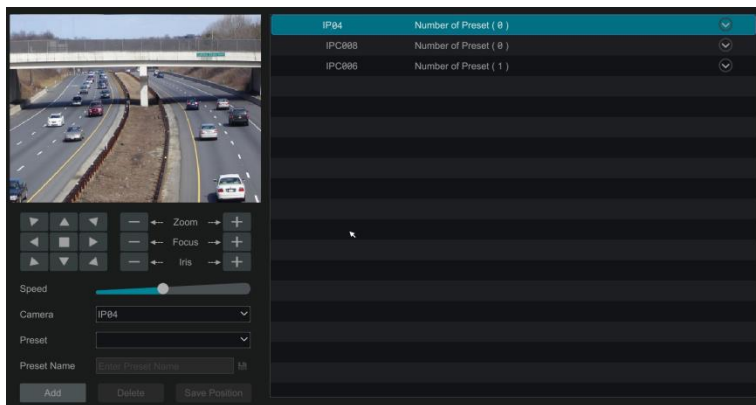 IP04 Number of Preset ( 0 )
IPC008 Number of Preset ( 0 )
IPC006 Number of Preset ( 1 )
Zoom
Focus
Iris
Speed
Camera IP04
Preset
Preset Name Enter Preset Name
Add Delete Save Position